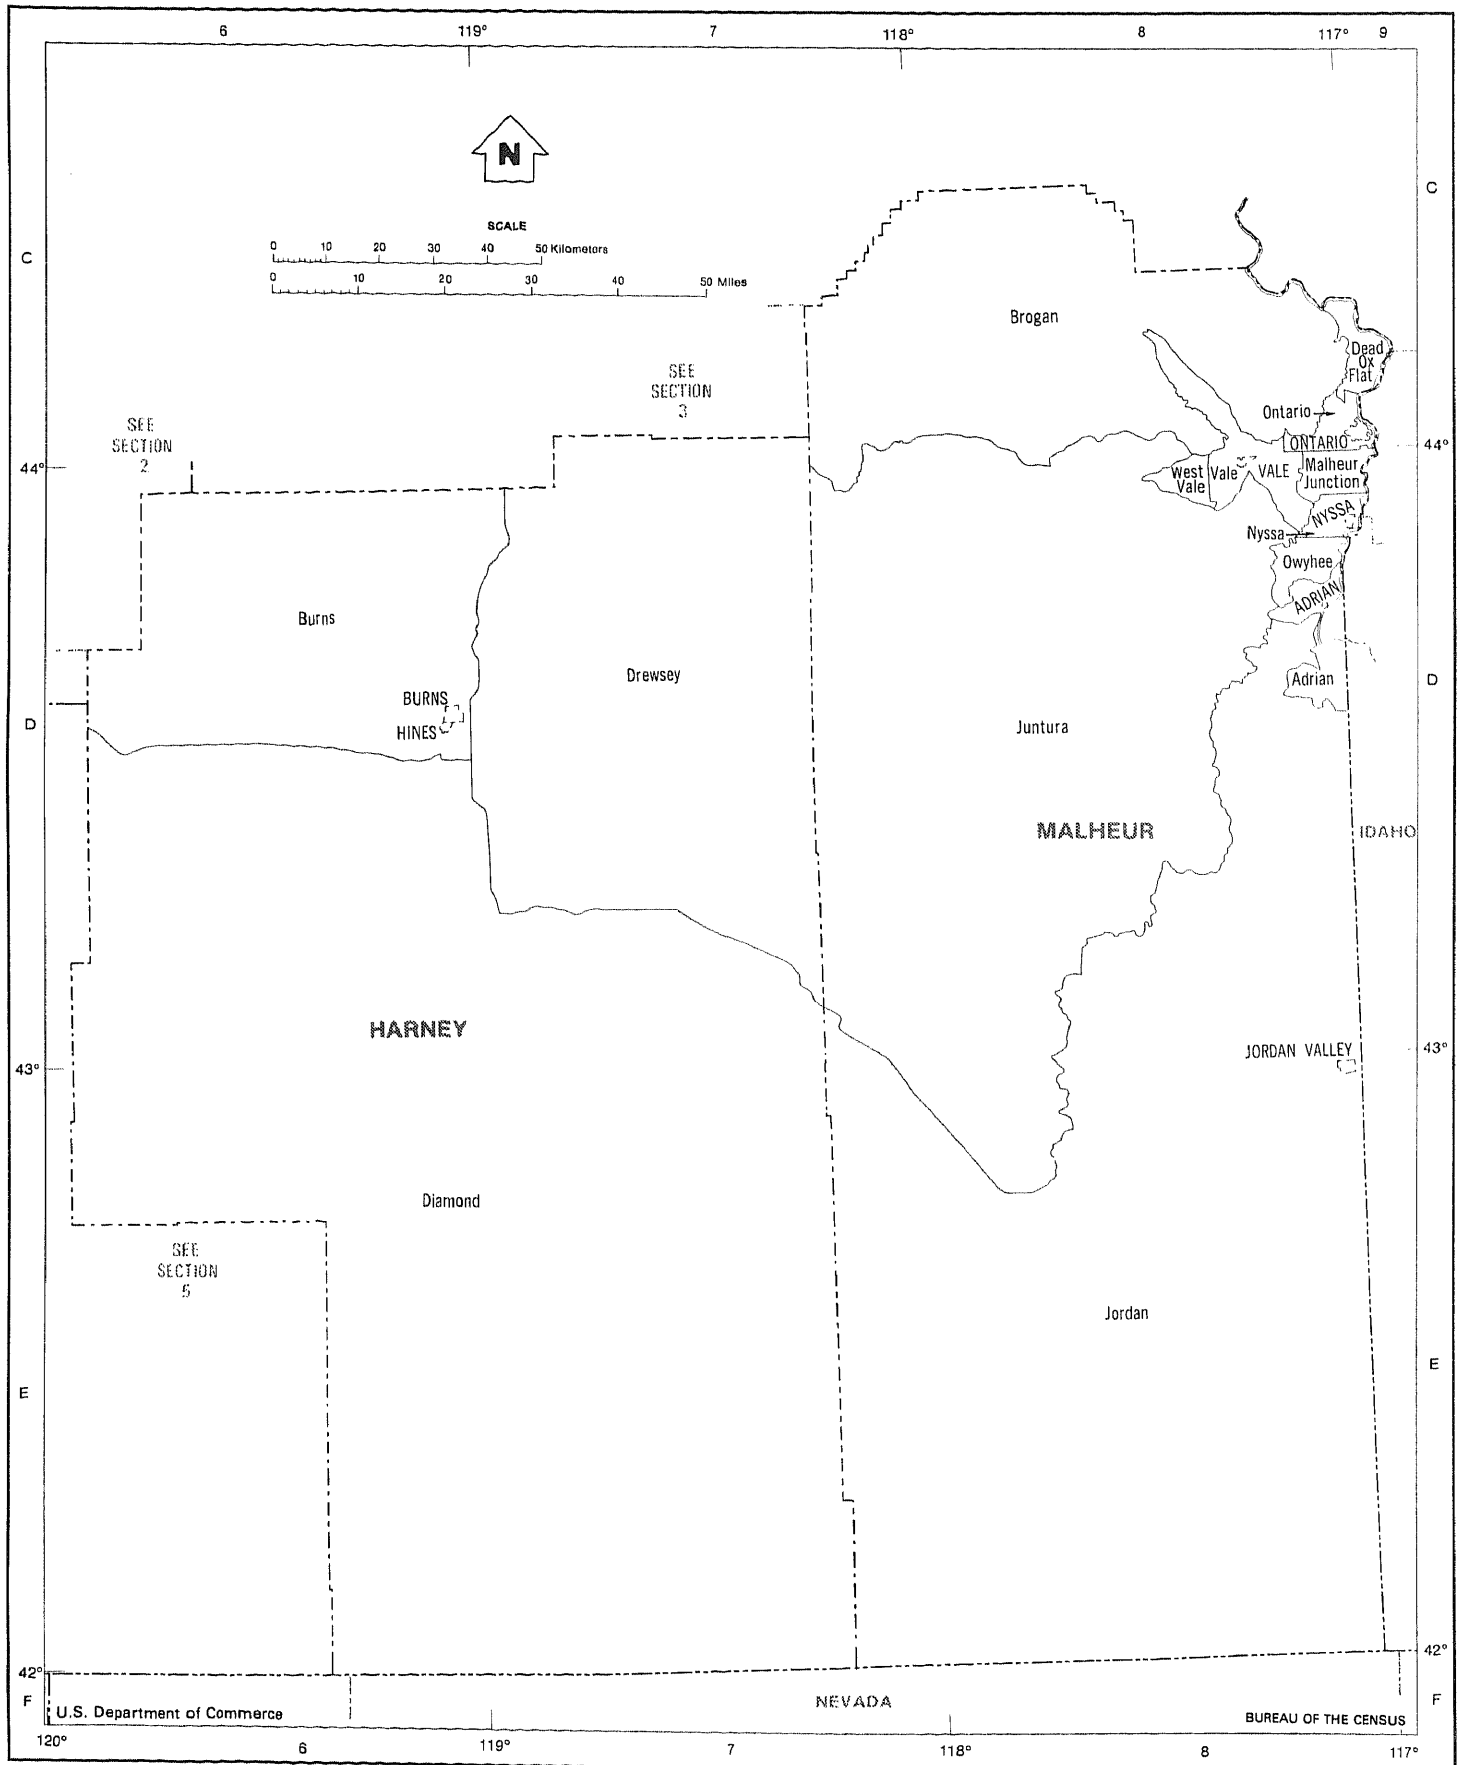 6 119° 7 118° 8 117° 9
N
C
SCALE
0 10 20 30 40 50 Kilometers
C
0 10 20 30 40 50 Miles
Brogan
Dead
Ox
Flat
SEE
SECTION
3
SEE
SECTION
2
Ontario
ONTARIO
44°
44°
West
Vale
Vale
VALE
Malheur
Junction
NYSSA
Nyssa
Owyhee
ADRIAN
Burns
Drewsey
Adrian
D
BURNS
HINES
D
Juntura
MALHEUR
IDAHO
HARNEY
JORDAN VALLEY
43°
43°
Diamond
SEE
SECTION
5
Jordan
E
E
42°
42°
F
U.S. Department of Commerce
NEVADA
BUREAU OF THE CENSUS
F
120° 6 119° 7 118° 8 117°